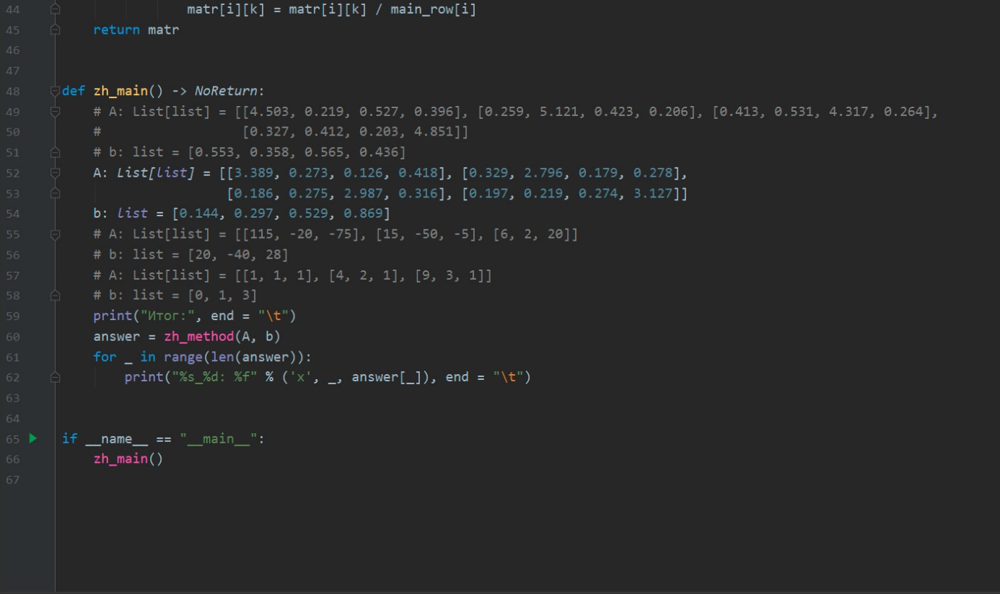 44                 matr[i][k] = matr[i][k] / main_row[i]
45     return matr
46
47
48 def zh_main() -> NoReturn:
49     # A: List[list] = [[4.503, 0.219, 0.527, 0.396], [0.259, 5.121, 0.423, 0.206], [0.413, 0.531, 4.317, 0.264],
50     #                  [0.327, 0.412, 0.203, 4.851]]
51     # b: list = [0.553, 0.358, 0.565, 0.436]
52     A: List[list] = [[3.389, 0.273, 0.126, 0.418], [0.329, 2.796, 0.179, 0.278],
53                      [0.186, 0.275, 2.987, 0.316], [0.197, 0.219, 0.274, 3.127]]
54     b: list = [0.144, 0.297, 0.529, 0.869]
55     # A: List[list] = [[115, -20, -75], [15, -50, -5], [6, 2, 20]]
56     # b: list = [20, -40, 28]
57     # A: List[list] = [[1, 1, 1], [4, 2, 1], [9, 3, 1]]
58     # b: list = [0, 1, 3]
59     print("Итог:", end = "\t")
60     answer = zh_method(A, b)
61     for _ in range(len(answer)):
62         print("%s_%d: %f" % ('x', _, answer[_]), end = "\t")
63
64
65 if __name__ == "__main__":
66     zh_main()
67